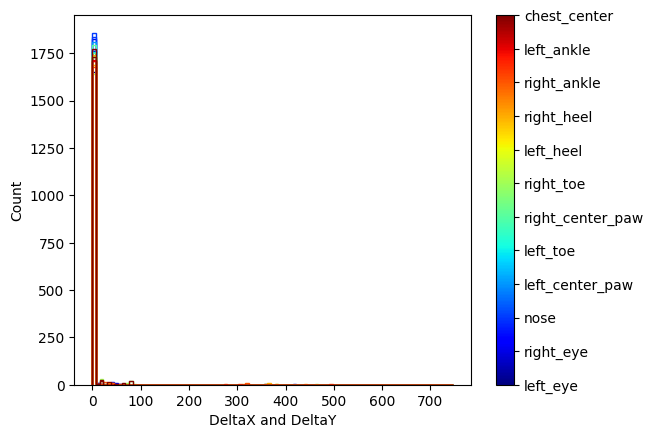 1750
1500
1250
1000
750
500
250
0
Count
0 100 200 300 400 500 600 700
DeltaX and DeltaY
chest_center
left_ankle
right_ankle
right_heel
left_heel
right_toe
right_center_paw
left_toe
left_center_paw
nose
right_eye
left_eye